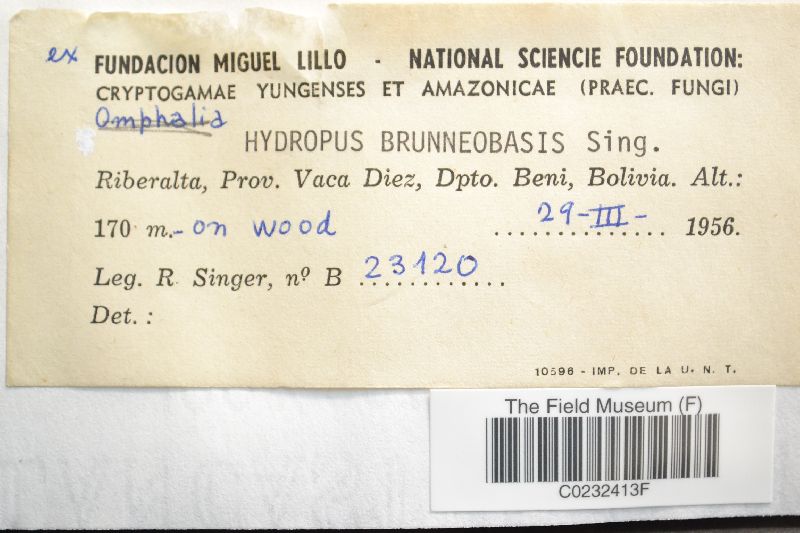 ex FUNDACION MIGUEL LILLO - NATIONAL SCIENCIE FOUNDATION:
CRYPTOGAMAE YUNGENSES ET AMAZONICAE (PRAEC. FUNGI)
Omphalia
HYDROPUS BRUNNEOBASIS Sing.
Riberalta, Prov. Vaca Diez, Dpto. Beni, Bolivia. Alt.:
170 m.- on wood 29-III- 1956.
Leg. R. Singer, nº B 23120
Det. :
10596 - IMP. DE LA U. N. T.
The Field Museum (F)
C0232413F